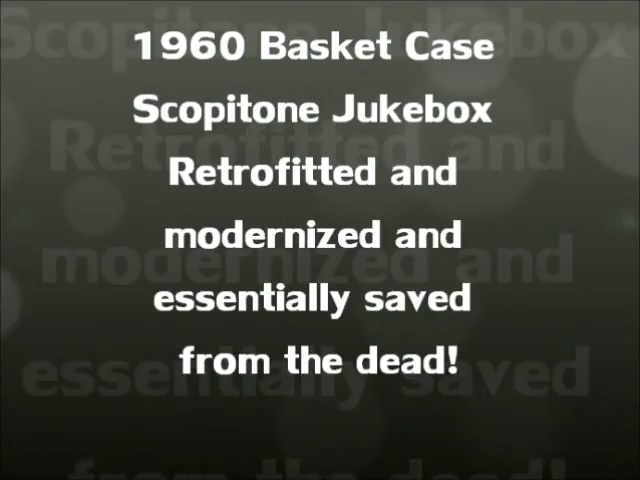 1960 Basket Case
Scopitone Jukebox
Retrofitted and
modernized and
essentially saved
from the dead!